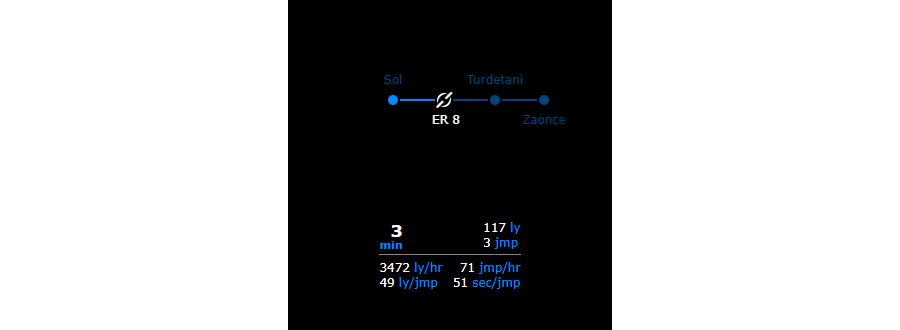 Sol Turdetani
ER 8 Zaonce
3 117 ly
min 3 jmp
3472 ly/hr 71 jmp/hr
49 ly/jmp 51 sec/jmp